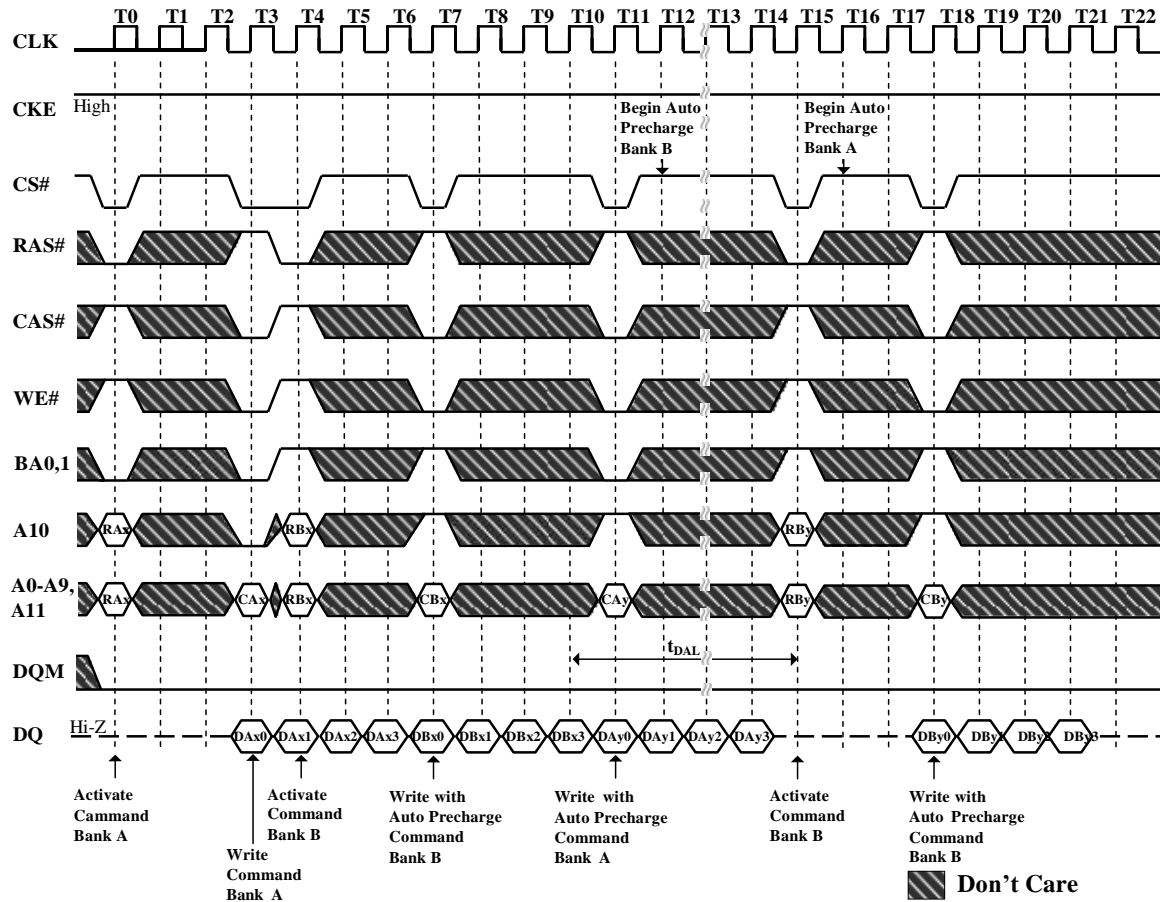 T0 T1 T2 T3 T4 T5 T6 T7 T8 T9 T10 T11 T12 T13 T14 T15 T16 T17 T18 T19 T20 T21 T22
CLK
CKE High
Begin Auto
Precharge
Bank B
Begin Auto
Precharge
Bank A
CS#
RAS#
CAS#
WE#
BA0,1
A10 RAx RBx RBy
A0-A9,
A11
RAx CAx RBx CBx CAy RBy CBy
tDAL
DQM
DQ Hi-Z DAx0 DAx1 DAx2 DAx3 DBx0 DBx1 DBx2 DBx3 DAy0 DAy1 DAy2 DAy3 DBy0 DBy1 DBy2 DBy3
Activate
Cammand
Bank A
Write
Command
Bank A
Activate
Command
Bank B
Write with
Auto Precharge
Command
Bank B
Write with
Auto Precharge
Command
Bank A
Activate
Command
Bank B
Write with
Auto Precharge
Command
Bank B
Don't Care